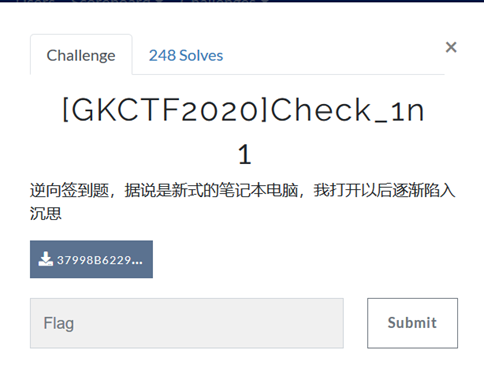 Challenge
248 Solves
×
[GKCTF2020]Check_1n
1
逆向签到题，据说是新式的笔记本电脑，我打开以后逐渐陷入
沉思
37998B6229...
Flag
Submit